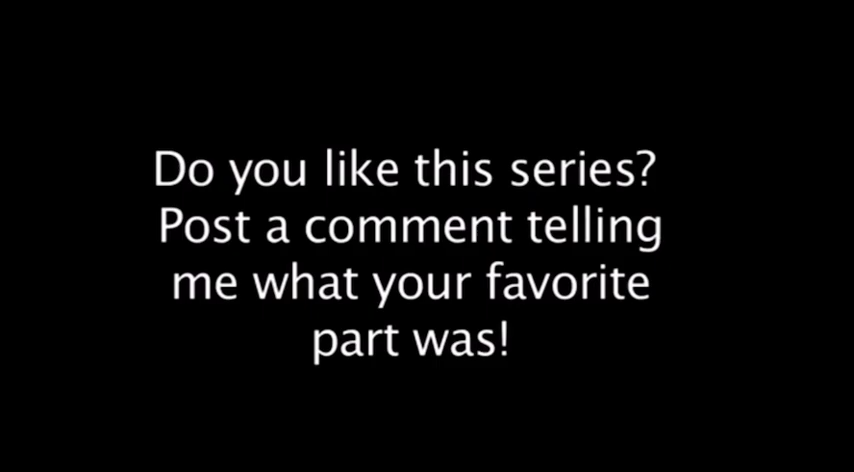 Do you like this series?
Post a comment telling
me what your favorite
part was!